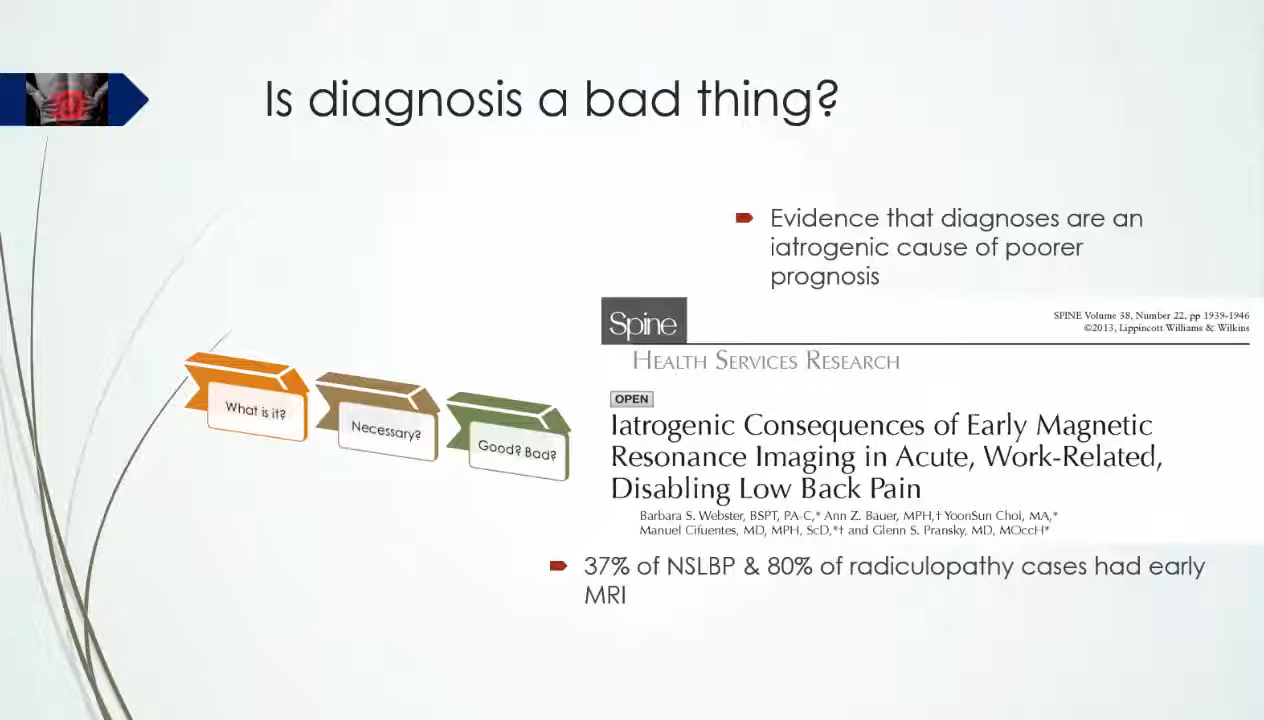 Is diagnosis a bad thing?
Evidence that diagnoses are an
iatrogenic cause of poorer
prognosis
What is it?
Necessary?
Good? Bad?
Spine
SPINE Volume 38, Number 22, pp 1939-1946
©2013, Lippincott Williams & Wilkins
HEALTH SERVICES RESEARCH
OPEN
Iatrogenic Consequences of Early Magnetic
Resonance Imaging in Acute, Work-Related,
Disabling Low Back Pain
Barbara S. Webster, BSPT, PA-C,* Ann Z. Bauer, MPH,† YoonSun Choi, MA,*
Manuel Cifuentes, MD, MPH, ScD,*† and Glenn S. Pransky, MD, MOccH*
37% of NSLBP & 80% of radiculopathy cases had early
MRI